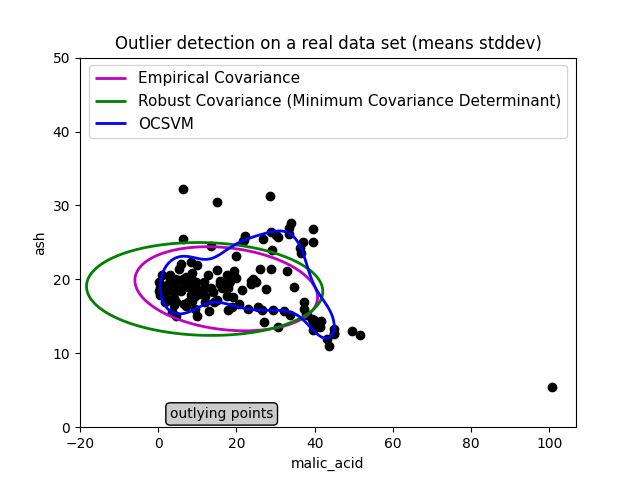 Outlier detection on a real data set (means stddev)
Empirical Covariance
Robust Covariance (Minimum Covariance Determinant)
OCSVM
50
40
30
20
10
0
ash
outlying points
−20 0 20 40 60 80 100
malic_acid